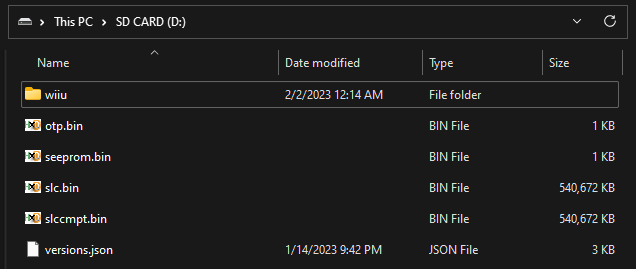 This PC > SD CARD (D:)
Name Date modified Type Size
wiiu 2/2/2023 12:14 AM File folder
otp.bin BIN File 1 KB
seeprom.bin BIN File 1 KB
slc.bin BIN File 540,672 KB
slccmpt.bin BIN File 540,672 KB
versions.json 1/14/2023 9:42 PM JSON File 3 KB